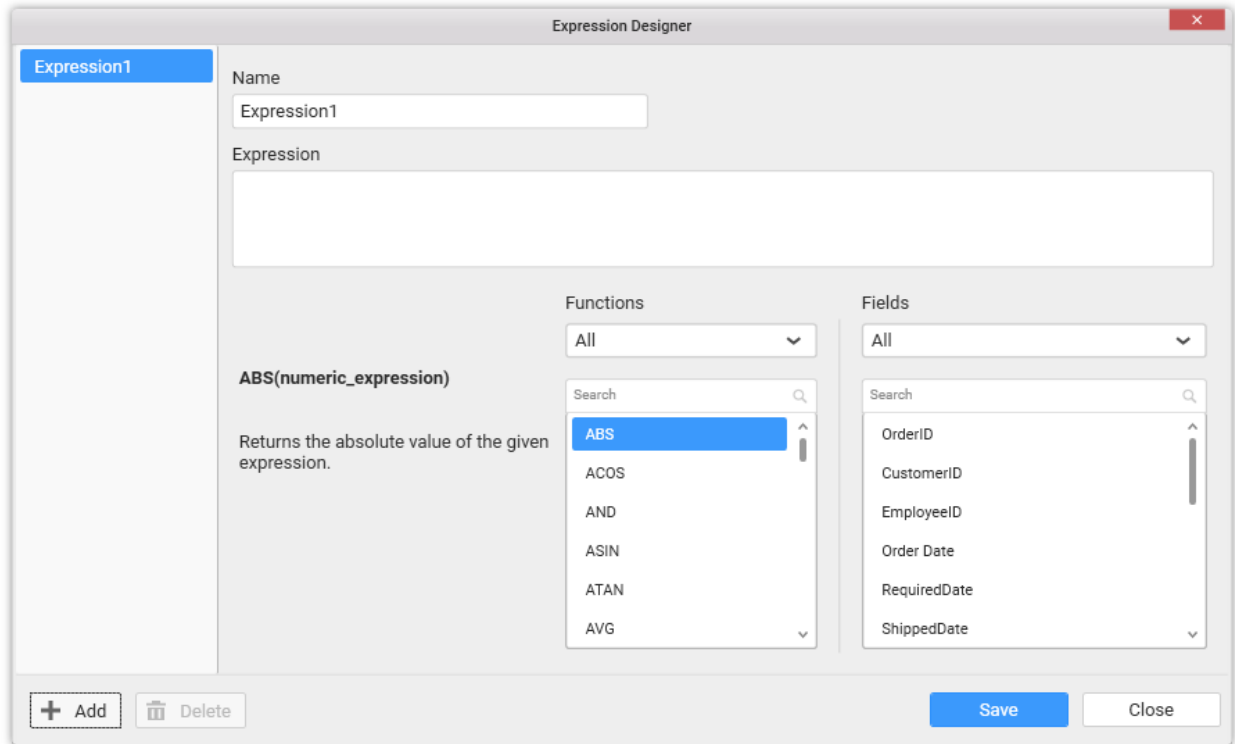 Expression Designer
Expression1
Name
Expression1
Expression
Functions
Fields
All
All
ABS(numeric_expression)
Returns the absolute value of the given
expression.
Search
Search
ABS
ACOS
AND
ASIN
ATAN
AVG
OrderID
CustomerID
EmployeeID
Order Date
RequiredDate
ShippedDate
Add
Delete
Save
Close